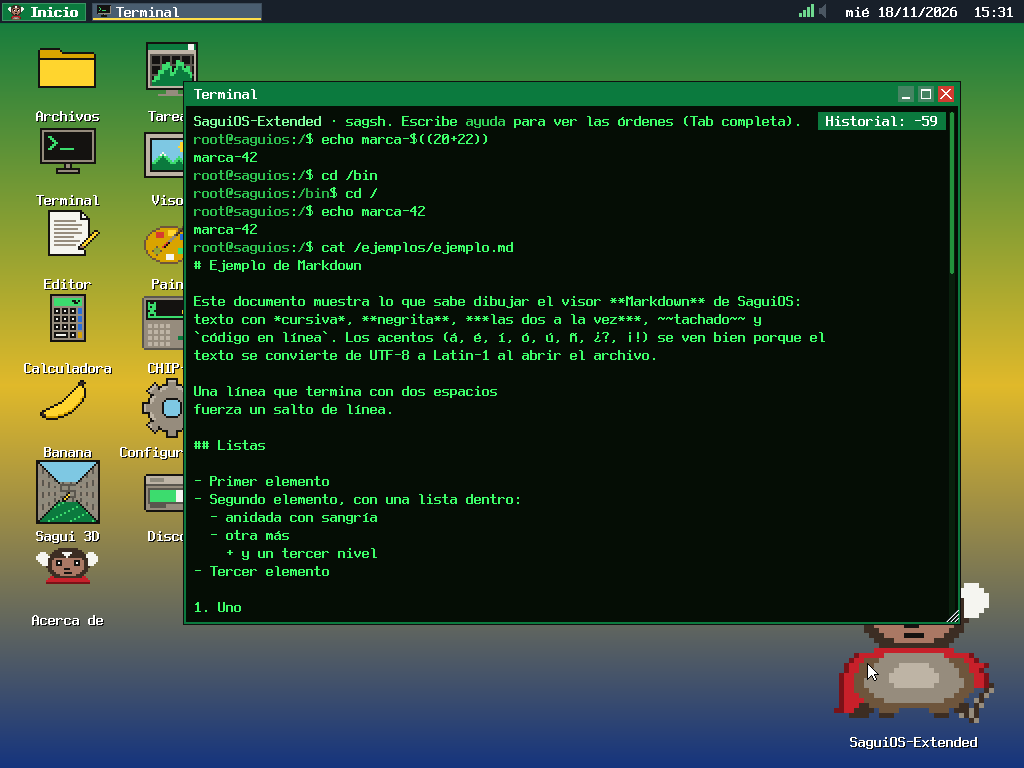 Inicio
Terminal
mié 18/11/2026 15:31
Archivos
Tarea
Terminal
Viso
Editor
Pain
Calculadora
CHIP-
Banana
Configur
Sagui 3D
Disco
Acerca de
Terminal
SaguiOS-Extended · sagsh. Escribe ayuda para ver las órdenes (Tab completa).
Historial: -59
root@saguios:/$ echo marca-$((20+22))
marca-42
root@saguios:/$ cd /bin
root@saguios:/bin$ cd /
root@saguios:/$ echo marca-42
marca-42
root@saguios:/$ cat /ejemplos/ejemplo.md
# Ejemplo de Markdown
Este documento muestra lo que sabe dibujar el visor **Markdown** de SaguiOS:
texto con *cursiva*, **negrita**, ***las dos a la vez***, ~~tachado~~ y
`código en línea`. Los acentos (á, é, í, ó, ú, ñ, ¿?, ¡!) se ven bien porque el
texto se convierte de UTF-8 a Latin-1 al abrir el archivo.
Una línea que termina con dos espacios
fuerza un salto de línea.
## Listas
- Primer elemento
- Segundo elemento, con una lista dentro:
  - anidada con sangría
  - otra más
    + y un tercer nivel
- Tercer elemento
1. Uno
SaguiOS-Extended